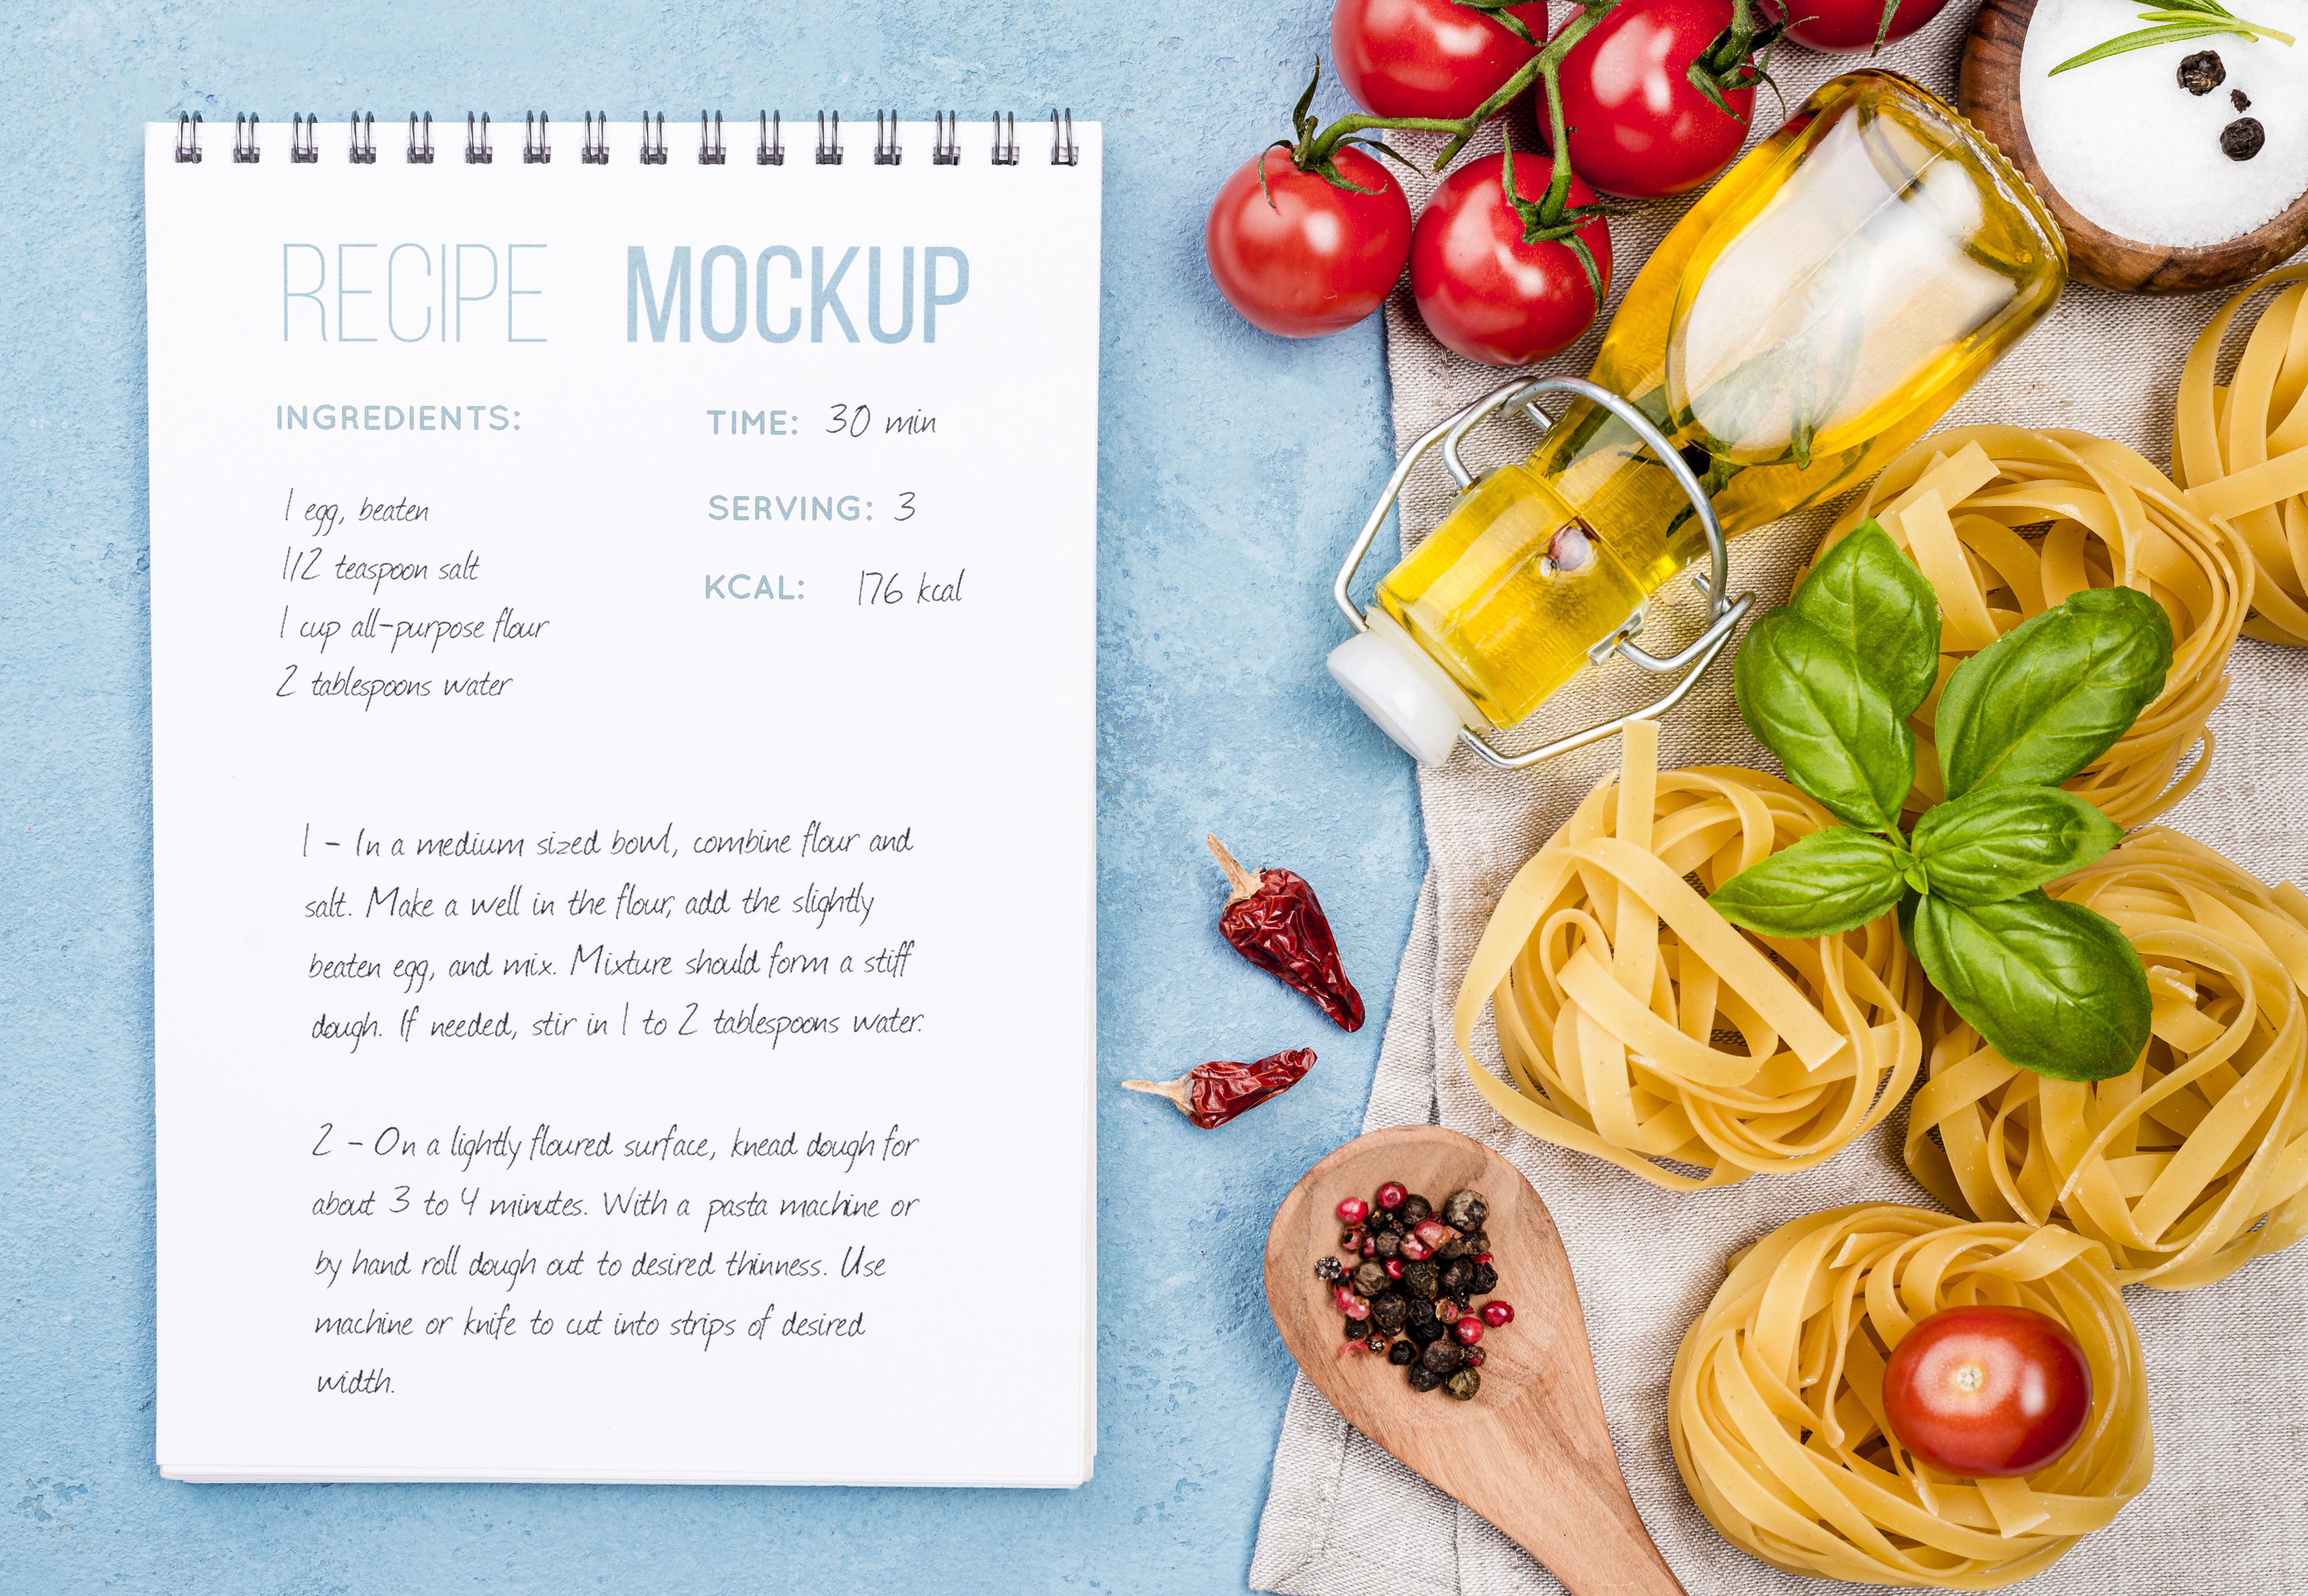 RECIPE MOCKUP
INGREDIENTS:
1 egg, beaten
1/2 teaspoon salt
1 cup all-purpose flour
2 tablespoons water
TIME: 30 min
SERVING: 3
KCAL: 176 kcal
1 - In a medium sized bowl, combine flour and
salt. Make a well in the flour, add the slightly
beaten egg, and mix. Mixture should form a stiff
dough. If needed, stir in 1 to 2 tablespoons water.
2 - On a lightly floured surface, knead dough for
about 3 to 4 minutes. With a pasta machine or
by hand roll dough out to desired thinness. Use
machine or knife to cut into strips of desired
width.